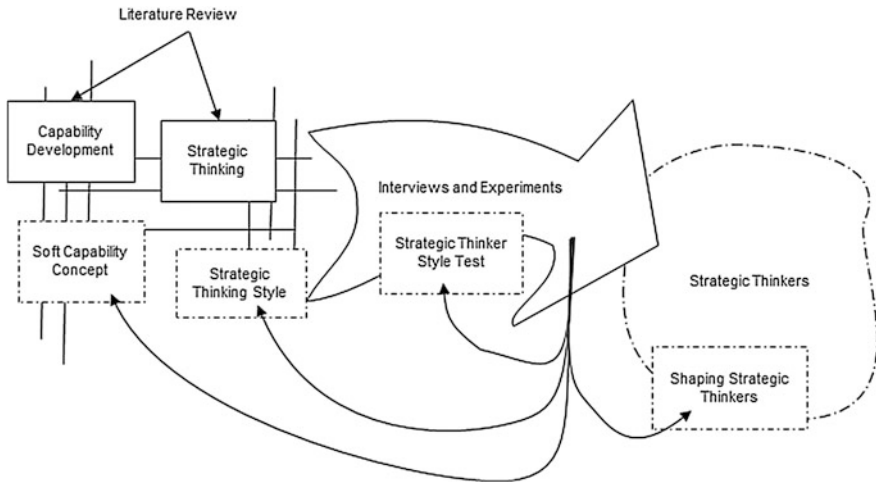 Literature Review
Capability
Development
Strategic
Thinking
Interviews and Experiments
Soft Capability
Concept
Strategic
Thinking Style
Strategic Thinker
Style Test
Strategic Thinkers
Shaping Strategic
Thinkers